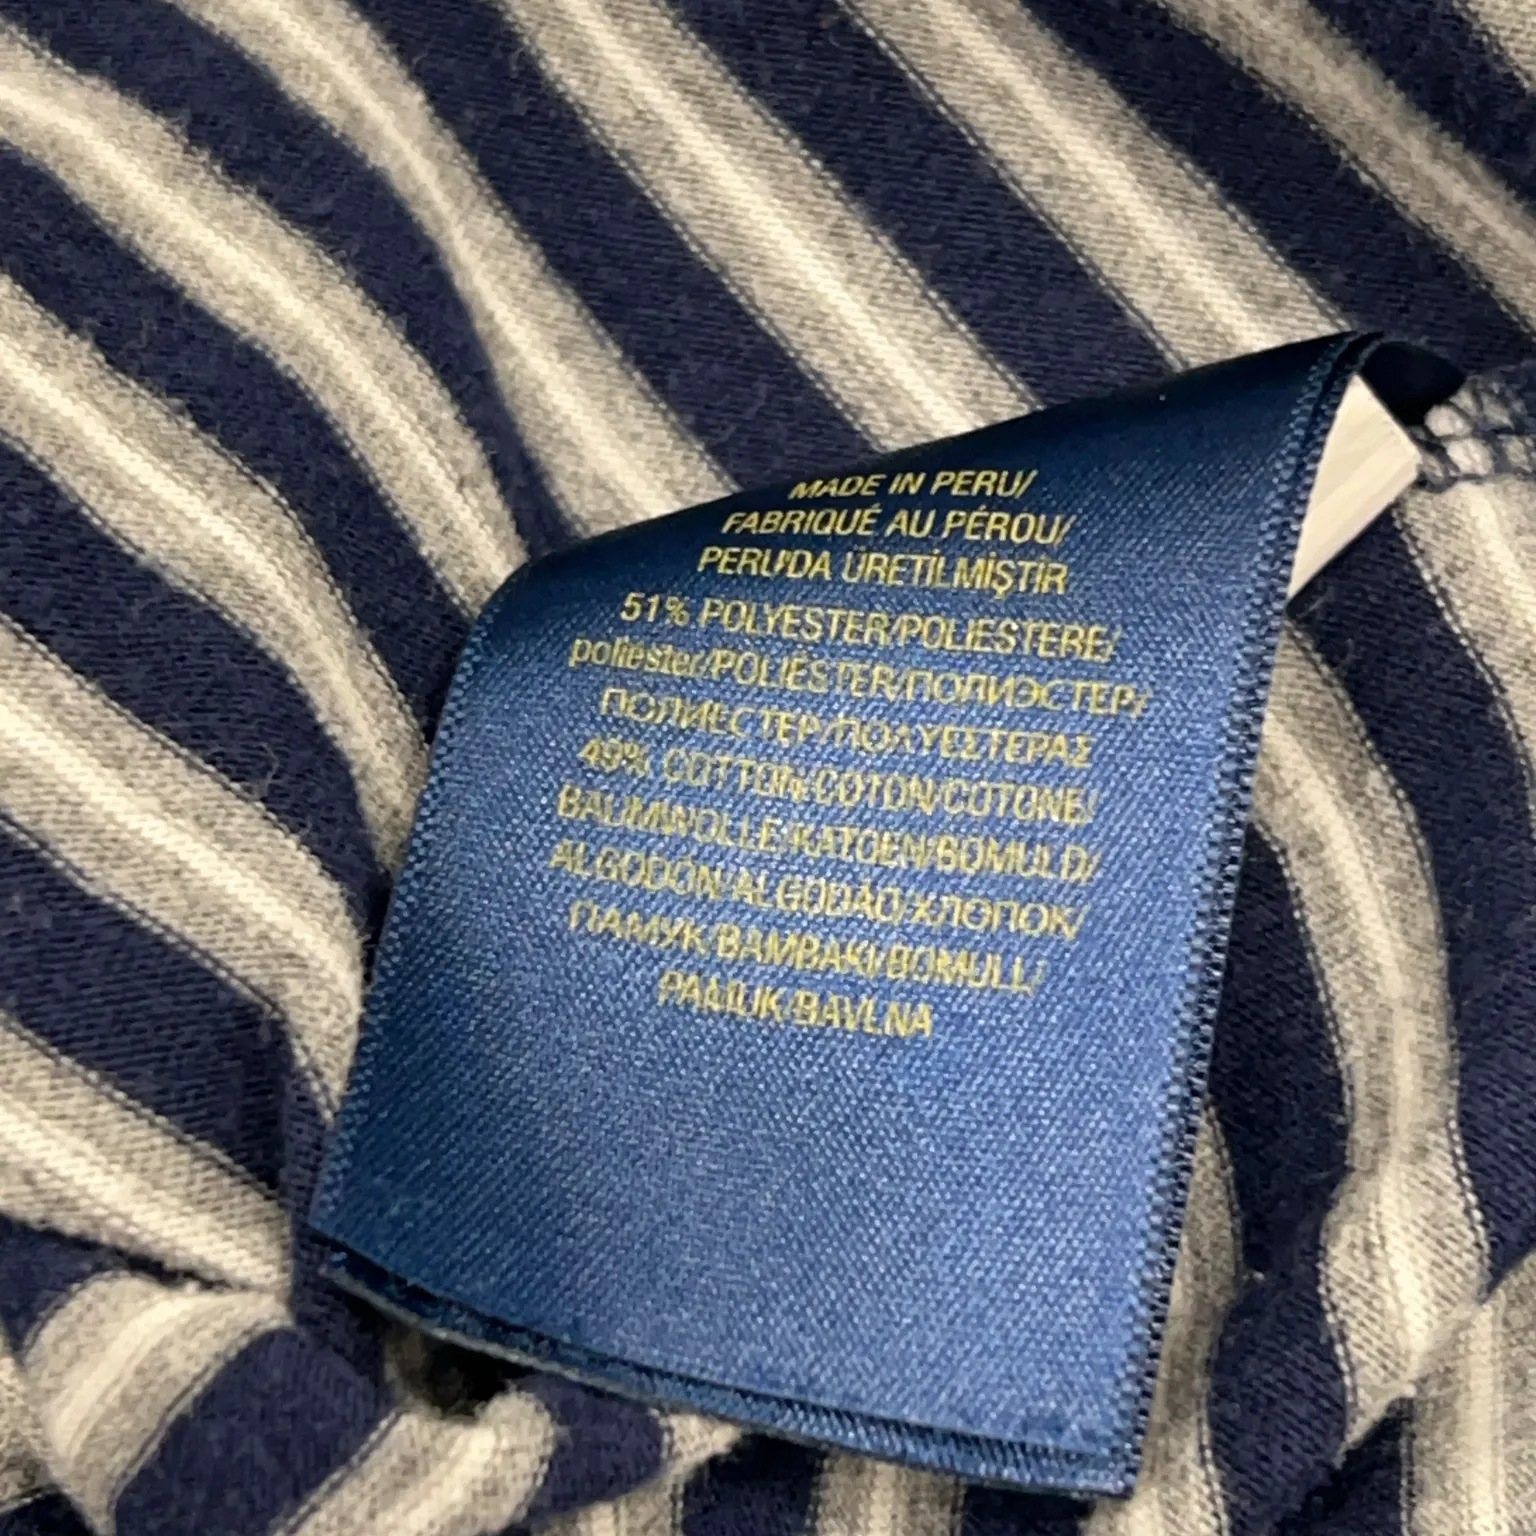 MADE IN PERU/
FABRIQUÉ AU PÉROU/
PERU'DA ÜRETİLMİŞTİR
51% POLYESTER/POLIESTERE/
poliester/POLIÉSTER/ПОЛИЭСТЕР/
ПОЛИЕСТЕР/ΠΟΛΥΕΣΤΕΡΑΣ
49% COTTON/COTON/COTONE/
BAUMWOLLE/KATOEN/BOMULD/
ALGODÓN/ALGODÃO/ХЛОПОК/
ПАМУК/BAMBAKI/BOMULL/
PAMUK/BAVLNA